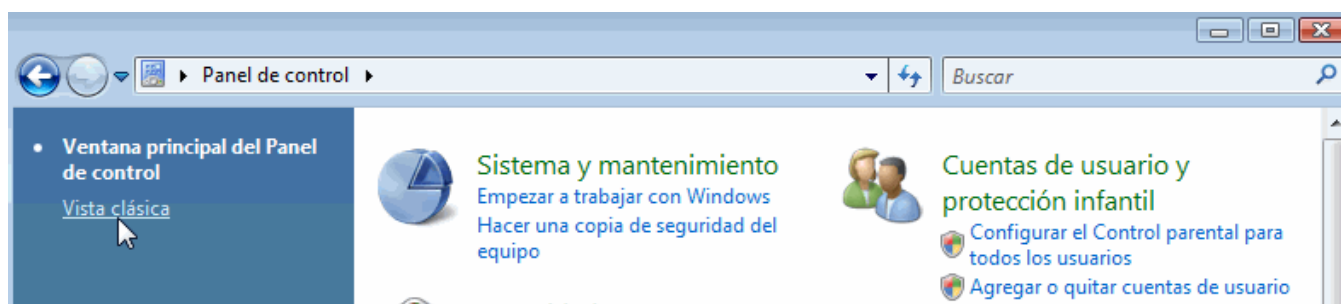 Panel de control
Buscar
Ventana principal del Panel
de control
Vista clásica
Sistema y mantenimiento
Empezar a trabajar con Windows
Hacer una copia de seguridad del
equipo
Cuentas de usuario y
protección infantil
Configurar el Control parental para
todos los usuarios
Agregar o quitar cuentas de usuario